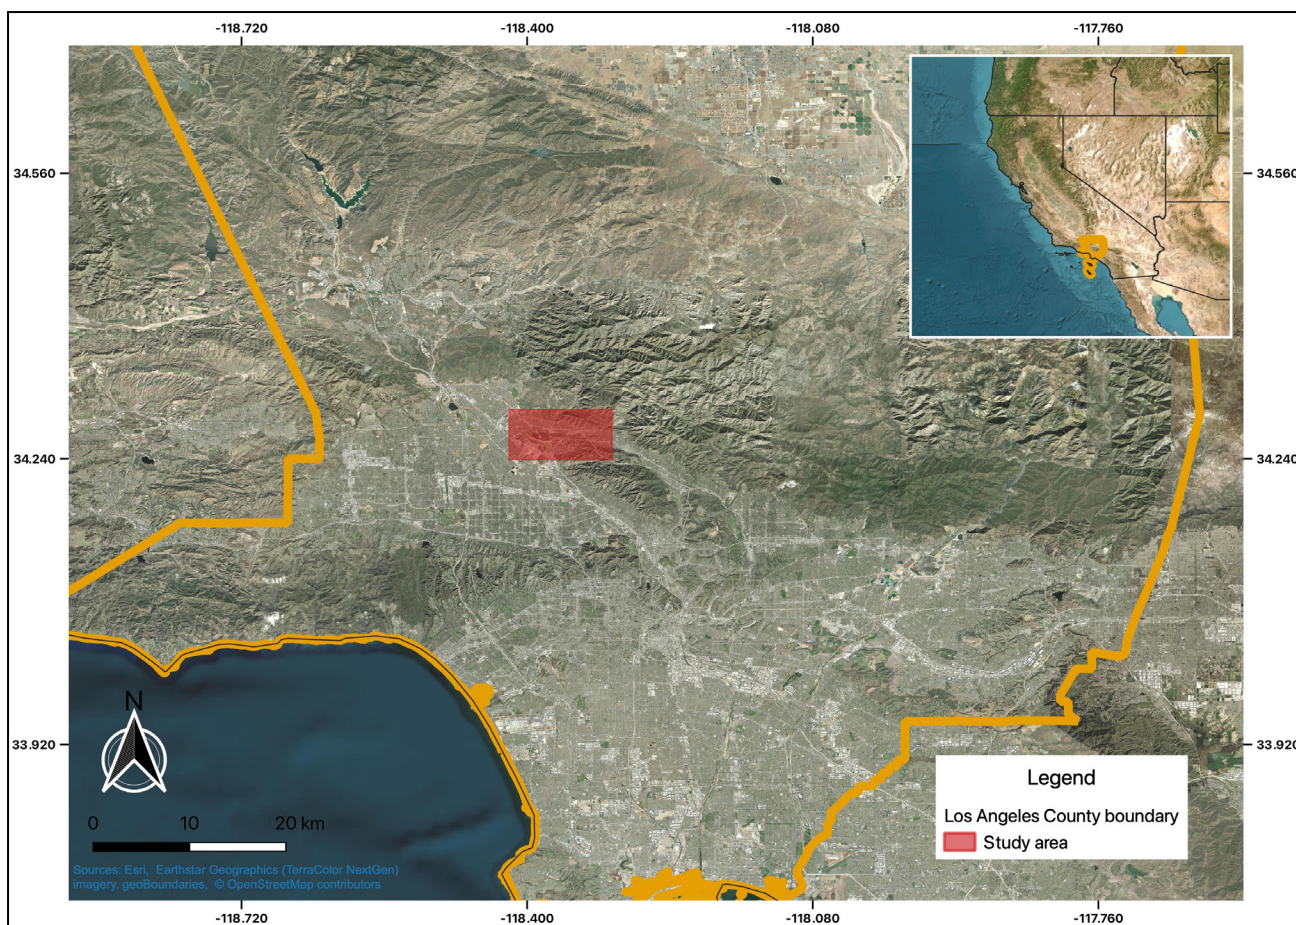 -118.720 -118.400 -118.080 -117.760
34.560 34.560
34.240 34.240
N
33.920 33.920
Legend
Los Angeles County boundary
Study area
0 10 20 km
Sources: Esri, Earthstar Geographics (TerraColor NextGen)
imagery, geoBoundaries, © OpenStreetMap contributors
-118.720 -118.400 -118.080 -117.760